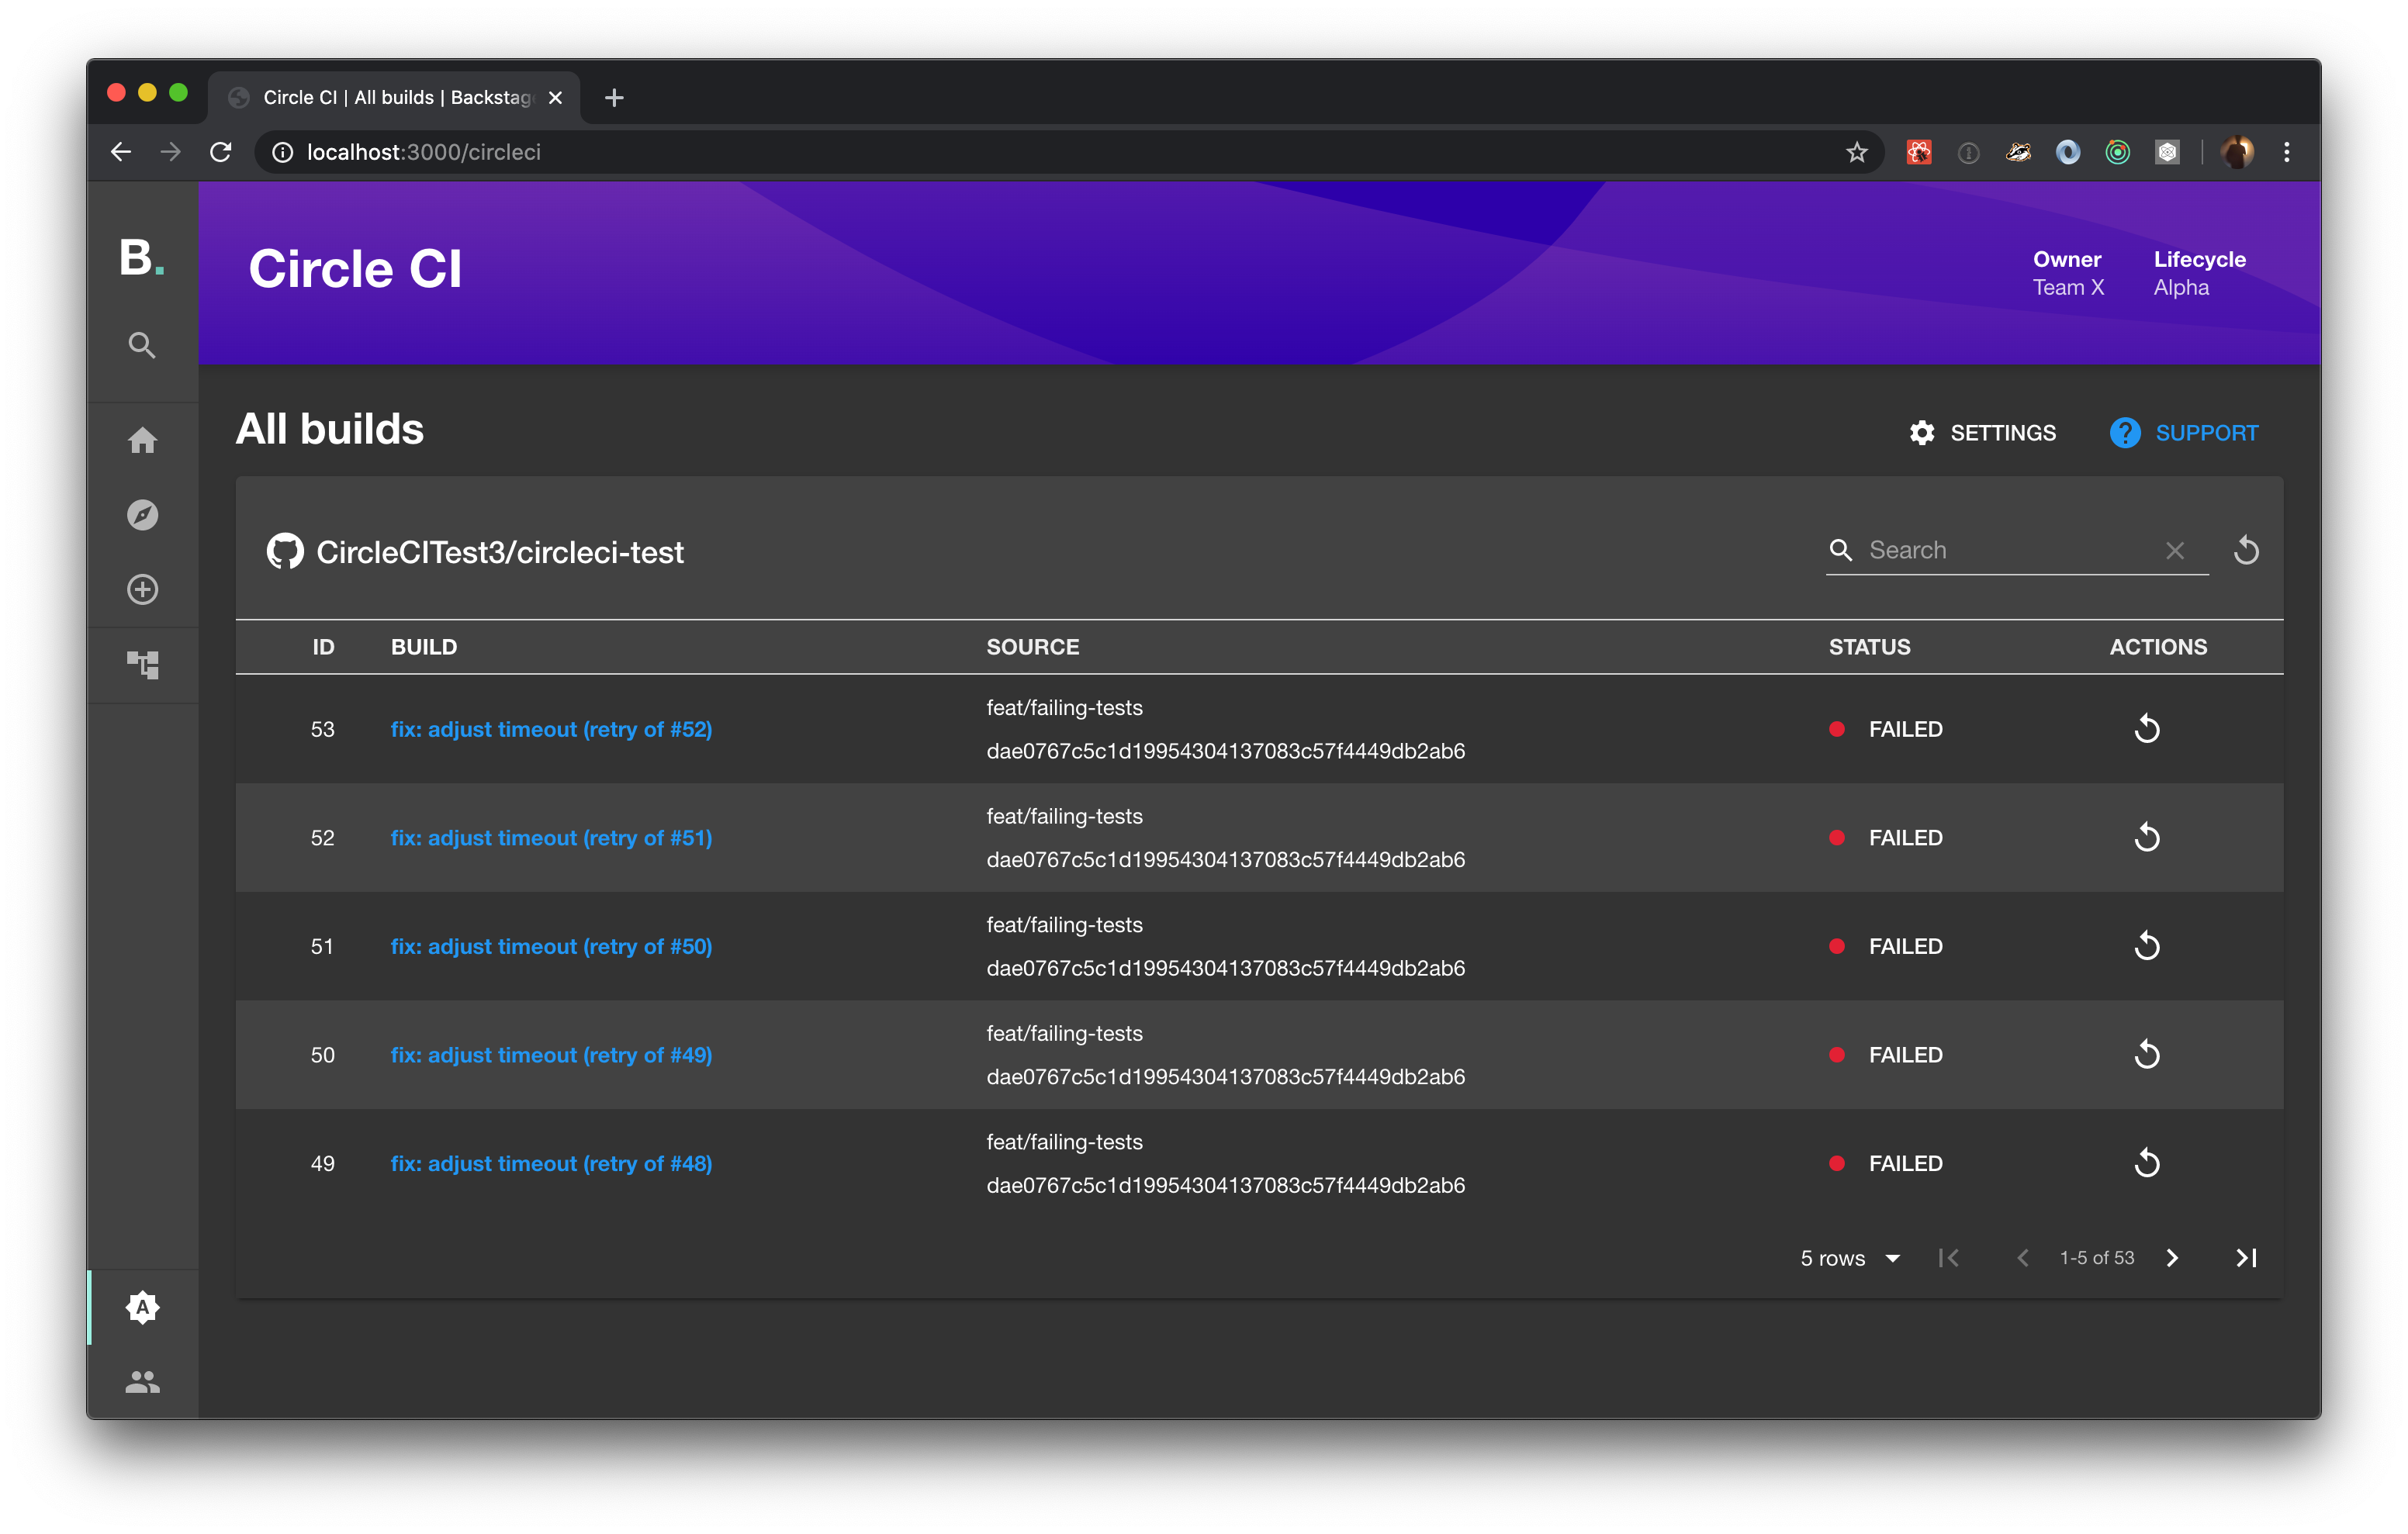 Circle CI | All builds | Backstag
localhost:3000/circleci
B.
Circle CI
Owner
Team X
Lifecycle
Alpha
All builds
SETTINGS
SUPPORT
CircleCITest3/circleci-test
Search
ID BUILD SOURCE STATUS ACTIONS
feat/failing-tests
53 fix: adjust timeout (retry of #52) FAILED
dae0767c5c1d19954304137083c57f4449db2ab6
feat/failing-tests
52 fix: adjust timeout (retry of #51) FAILED
dae0767c5c1d19954304137083c57f4449db2ab6
feat/failing-tests
51 fix: adjust timeout (retry of #50) FAILED
dae0767c5c1d19954304137083c57f4449db2ab6
feat/failing-tests
50 fix: adjust timeout (retry of #49) FAILED
dae0767c5c1d19954304137083c57f4449db2ab6
feat/failing-tests
49 fix: adjust timeout (retry of #48) FAILED
dae0767c5c1d19954304137083c57f4449db2ab6
5 rows 1-5 of 53
A